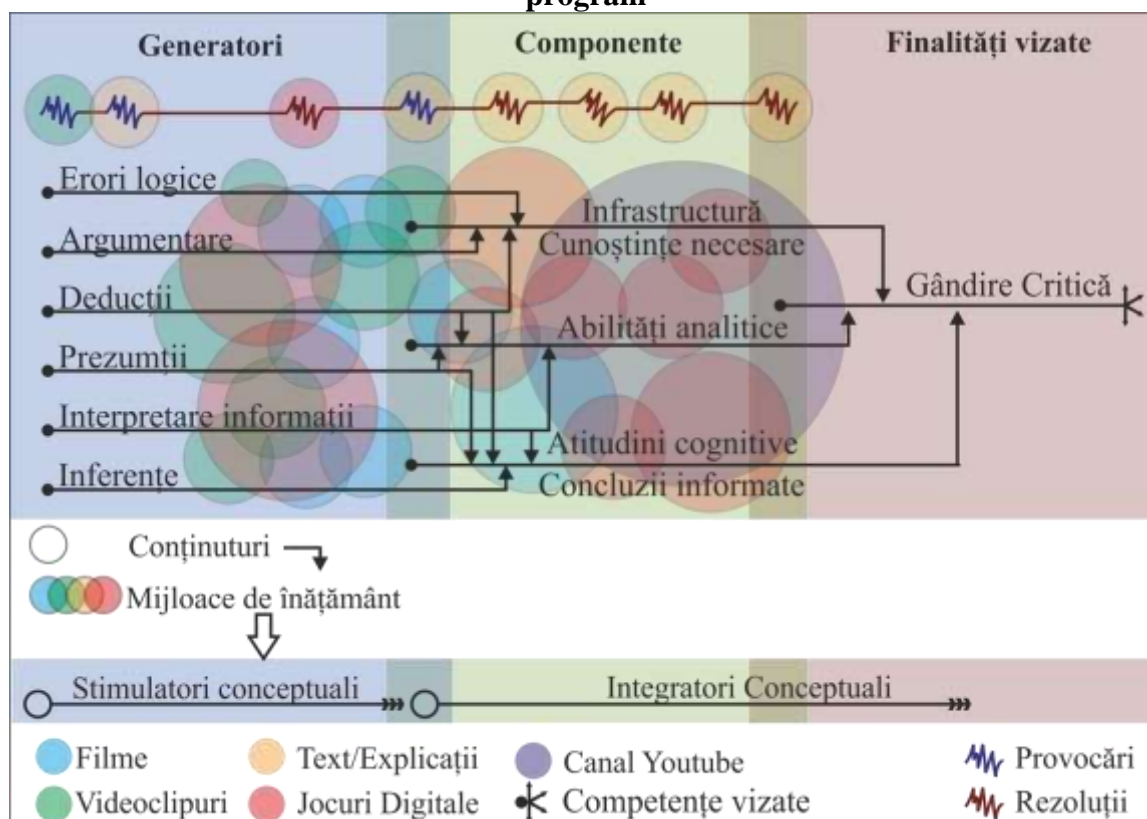 program
Generatori
Componente
Finalități vizate
Erori logice
Argumentare
Deducții
Prezumții
Interpretare informații
Inferențe
Infrastructură
Cunoștințe necesare
Abilități analitice
Atitudini cognitive
Concluzii informate
Gândire Critică
Conținuturi
Mijloace de înățământ
Stimulatori conceptuali
Integratori Conceptuali
Filme
Text/Explicații
Canal Youtube
Provocări
Videoclipuri
Jocuri Digitale
Competențe vizate
Rezoluții